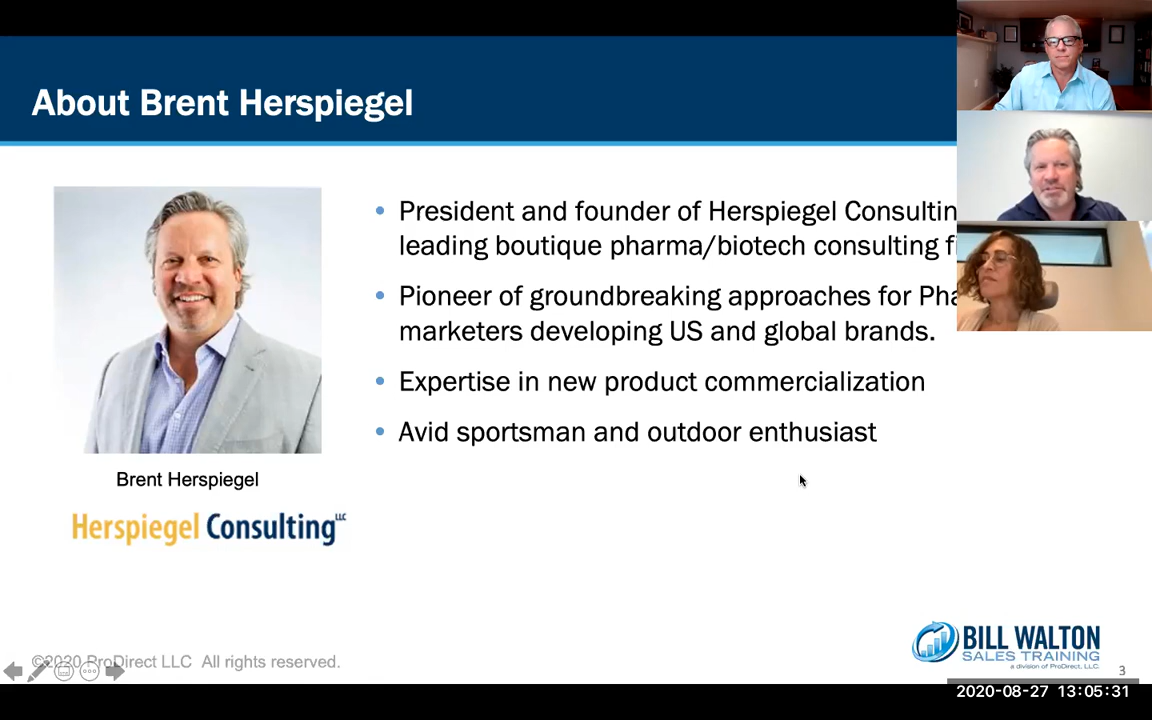 About Brent Herspiegel
President and founder of Herspiegel
leading boutique pharma/biotech consulting
Pioneer of groundbreaking approaches for
marketers developing US and global brands.
Expertise in new product commercialization
Avid sportsman and outdoor enthusiast
Brent Herspiegel
Herspiegel Consulting LLC
©2020 ProDirect LLC All rights reserved.
BILL WALTON
SALES TRAINING
a division of ProDirect, LLC.
3
2020-08-27 13:05:31